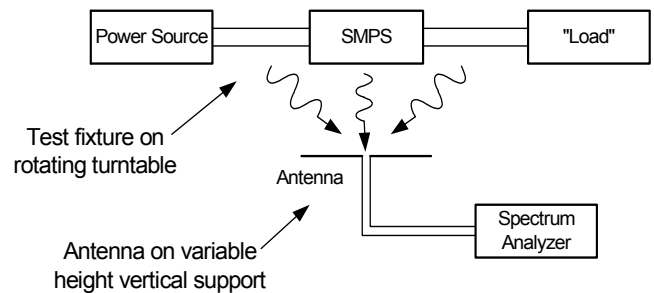 Power Source
SMPS
"Load"
Test fixture on
rotating turntable
Antenna
Spectrum
Analyzer
Antenna on variable
height vertical support